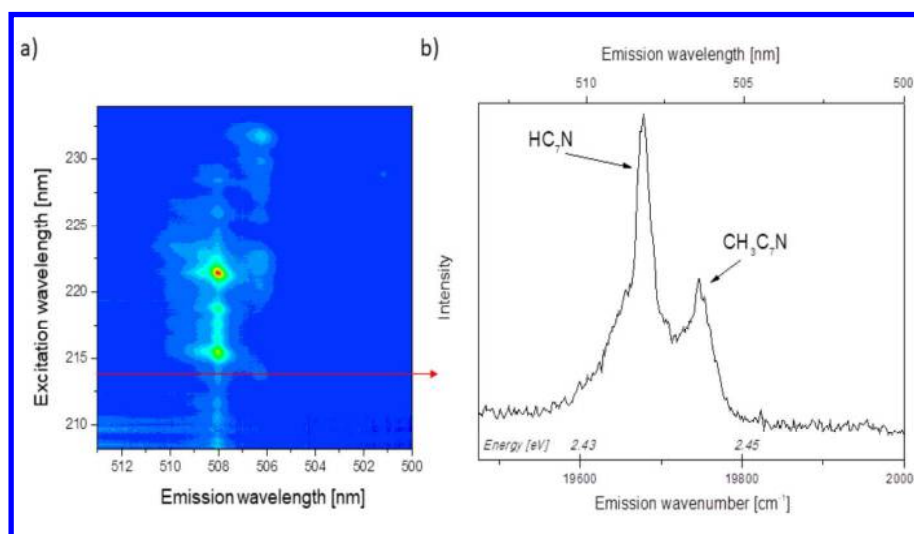 a)
Excitation wavelength [nm]
230
225
220
215
210
512 510 508 506 504 502 501 500
Emission wavelength [nm]
b)
Emission wavelength [nm]
510 505 500
HC₇N
CH₃C₇N
Intensity
Energy [eV] 2.43 2.45
19600 19800 2000
Emission wavenumber [cm⁻¹]